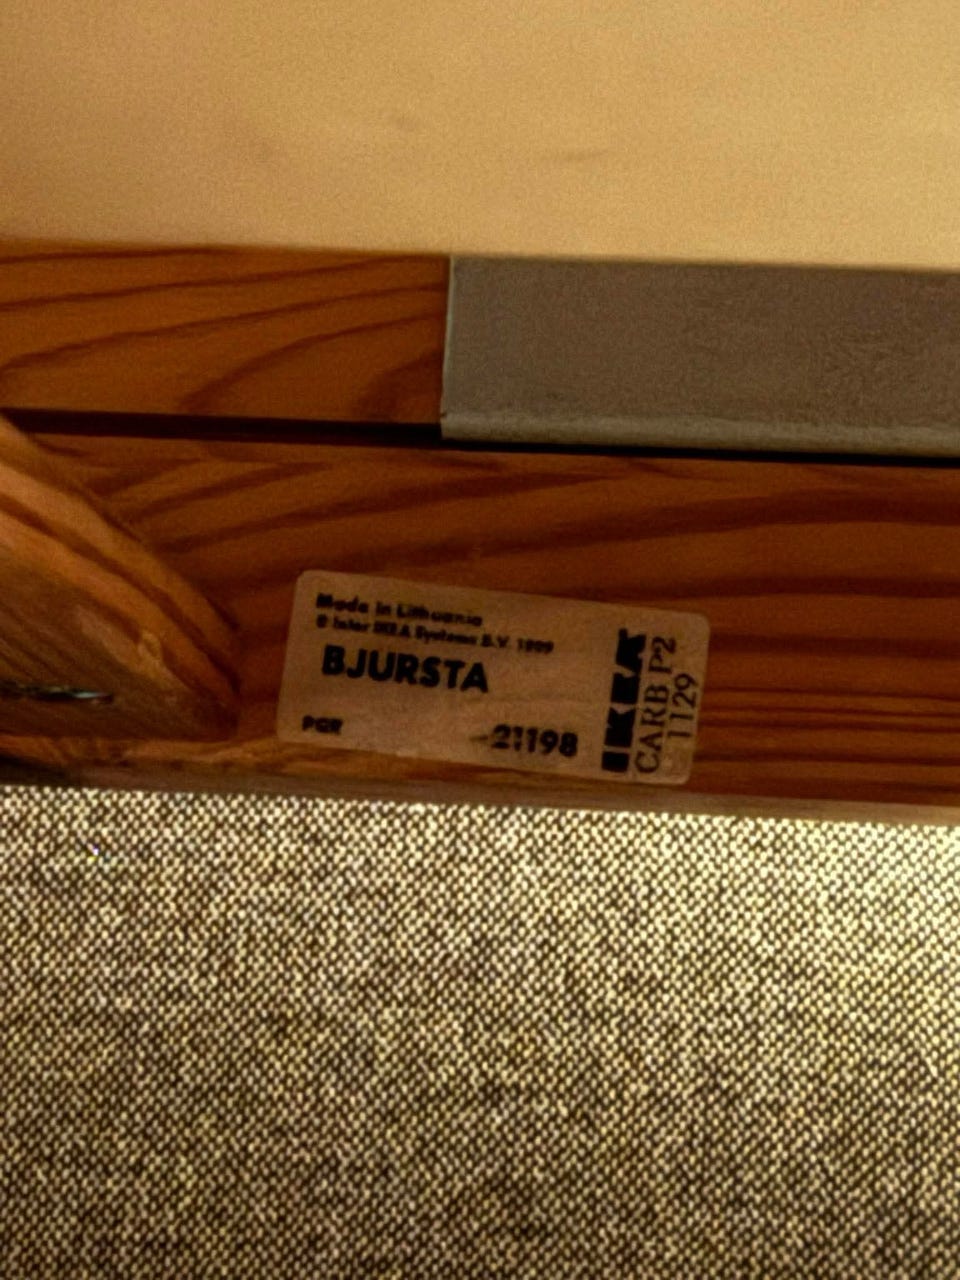 Made in Lithuania
© Inter IKEA Systems B.V. 1999
BJURSTA
PGR
21198
IKEA
CARB P2
1129